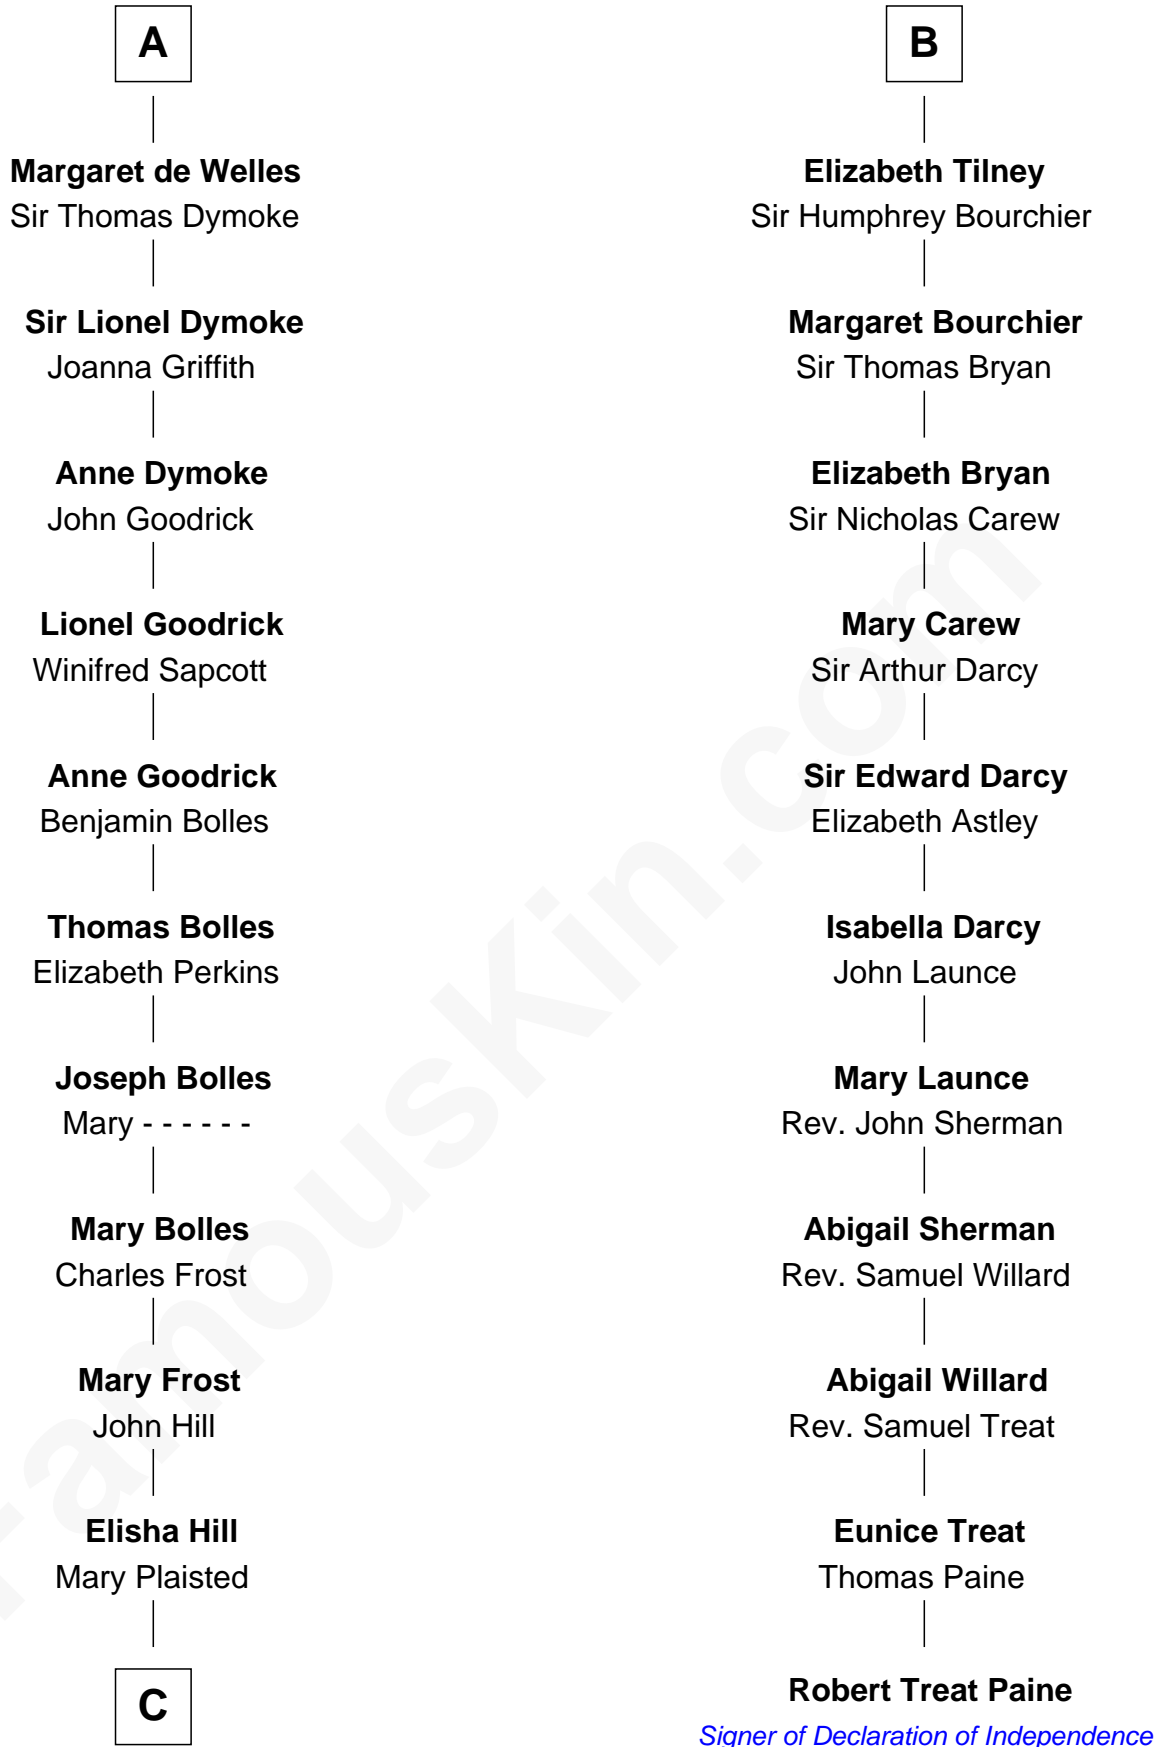 A
Margaret de Welles
Sir Thomas Dymoke
Sir Lionel Dymoke
Joanna Griffith
Anne Dymoke
John Goodrick
Lionel Goodrick
Winifred Sapcott
Anne Goodrick
Benjamin Bolles
Thomas Bolles
Elizabeth Perkins
Joseph Bolles
Mary - - - - - -
Mary Bolles
Charles Frost
Mary Frost
John Hill
Elisha Hill
Mary Plaisted
C
B
Elizabeth Tilney
Sir Humphrey Bourchier
Margaret Bourchier
Sir Thomas Bryan
Elizabeth Bryan
Sir Nicholas Carew
Mary Carew
Sir Arthur Darcy
Sir Edward Darcy
Elizabeth Astley
Isabella Darcy
John Launce
Mary Launce
Rev. John Sherman
Abigail Sherman
Rev. Samuel Willard
Abigail Willard
Rev. Samuel Treat
Eunice Treat
Thomas Paine
Robert Treat Paine
Signer of Declaration of Independence
FamousKin.com